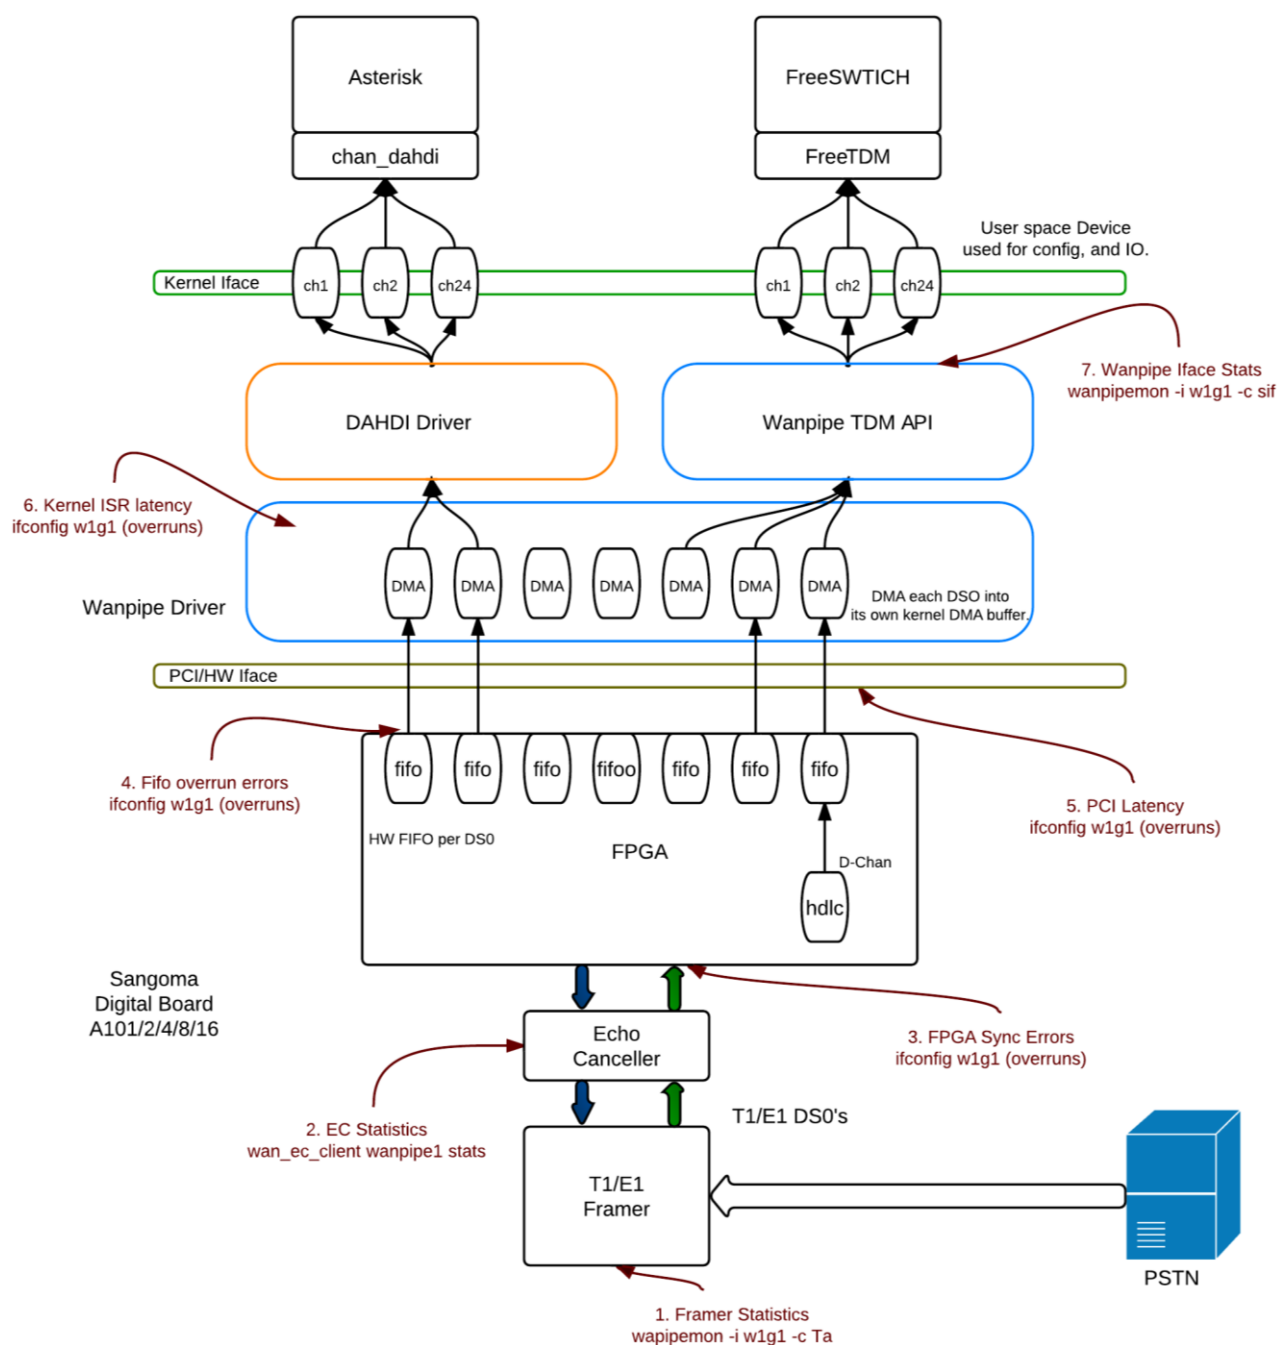 Asterisk
FreeSWTICH
chan_dahdi
FreeTDM
User space Device
used for config, and IO.
Kernel Iface
ch1
ch2
ch24
ch1
ch2
ch24
7. Wanpipe Iface Stats
wanpipemon -i w1g1 -c sif
DAHDI Driver
Wanpipe TDM API
6. Kernel ISR latency
ifconfig w1g1 (overruns)
DMA
DMA
DMA
DMA
DMA
DMA
DMA
Wanpipe Driver
DMA each DSO into
its own kernel DMA buffer.
PCI/HW Iface
4. Fifo overrun errors
ifconfig w1g1 (overruns)
fifo
fifo
fifo
fifoo
fifo
fifo
fifo
5. PCI Latency
ifconfig w1g1 (overruns)
HW FIFO per DS0
FPGA
D-Chan
hdlc
Sangoma
Digital Board
A101/2/4/8/16
Echo
Canceller
3. FPGA Sync Errors
ifconfig w1g1 (overruns)
2. EC Statistics
wan_ec_client wanpipe1 stats
T1/E1 DS0's
T1/E1
Framer
PSTN
1. Framer Statistics
wapipemon -i w1g1 -c Ta